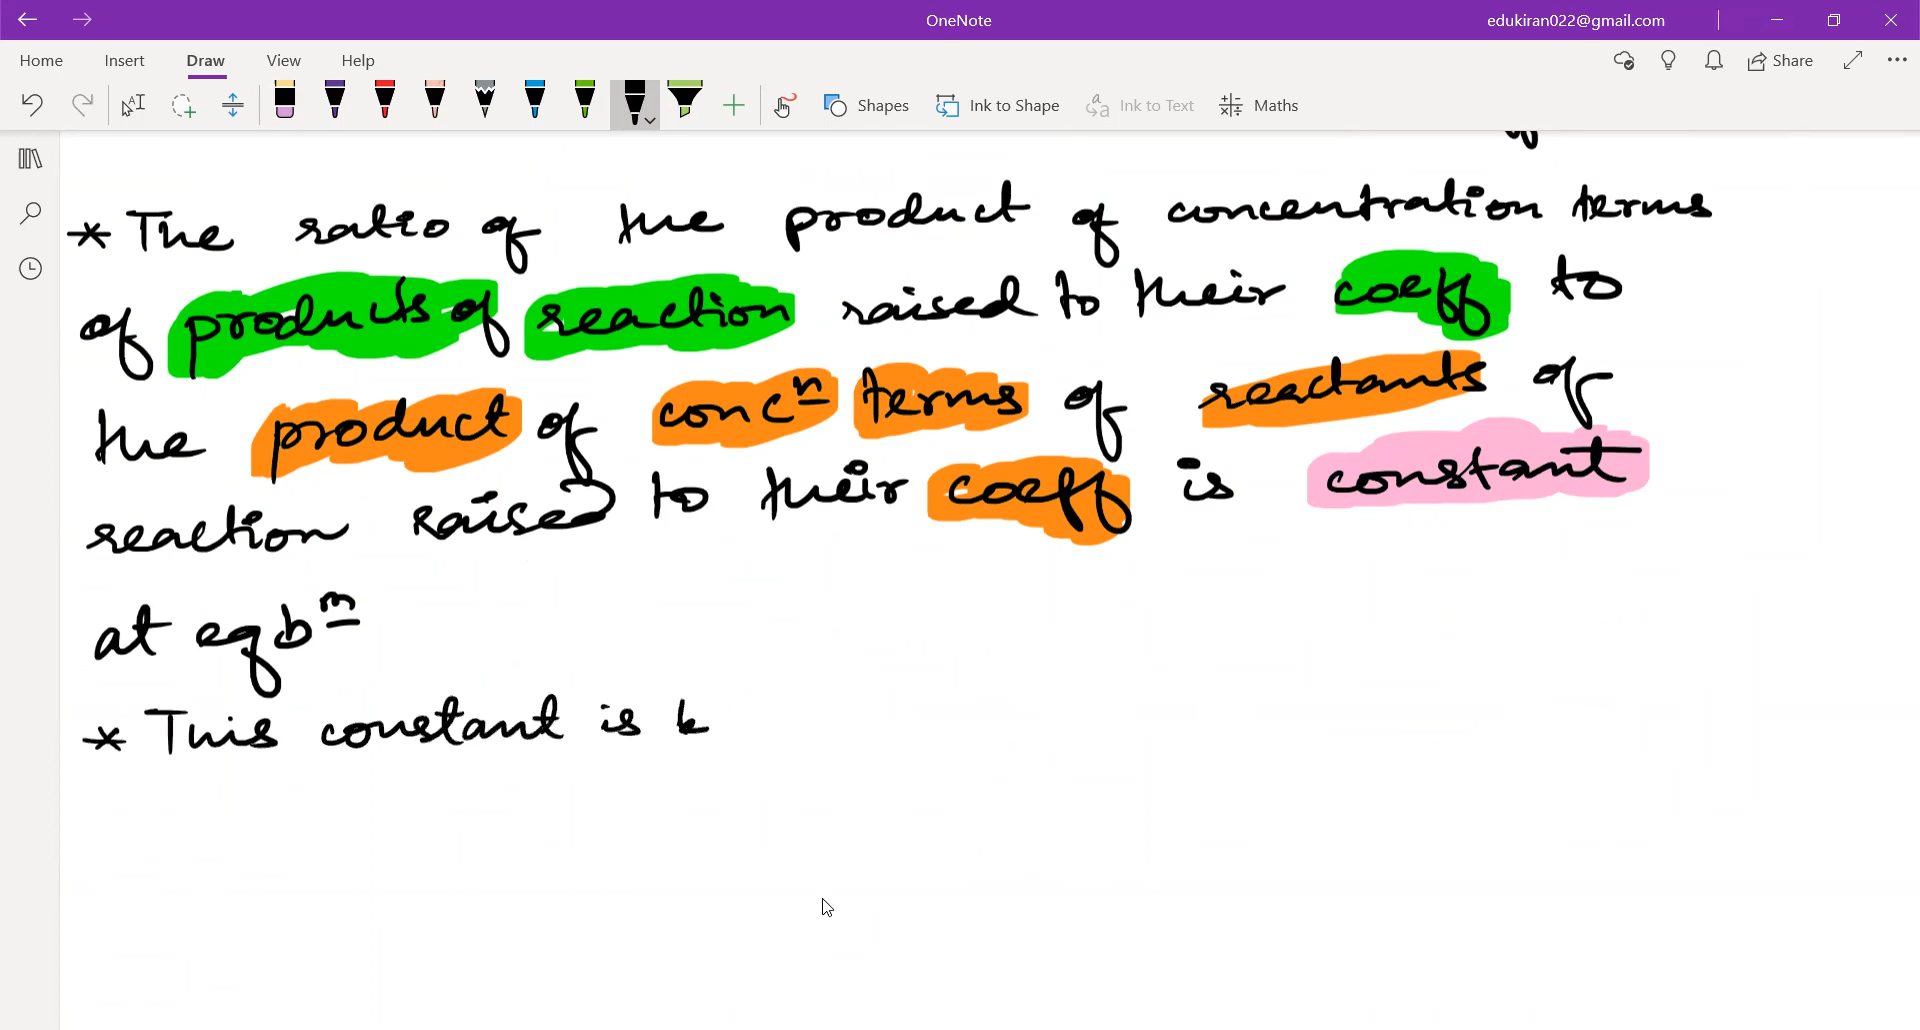 OneNote
edukiran022@gmail.com
Home Insert Draw View Help
Share
Shapes Ink to Shape Ink to Text Maths
of
* The ratio of the product of concentration terms
of products of reaction raised to their coeff to
the product of concⁿ terms of reactants of
reaction raised to their coeff is constant
at eqbᵐ
* This constant is k